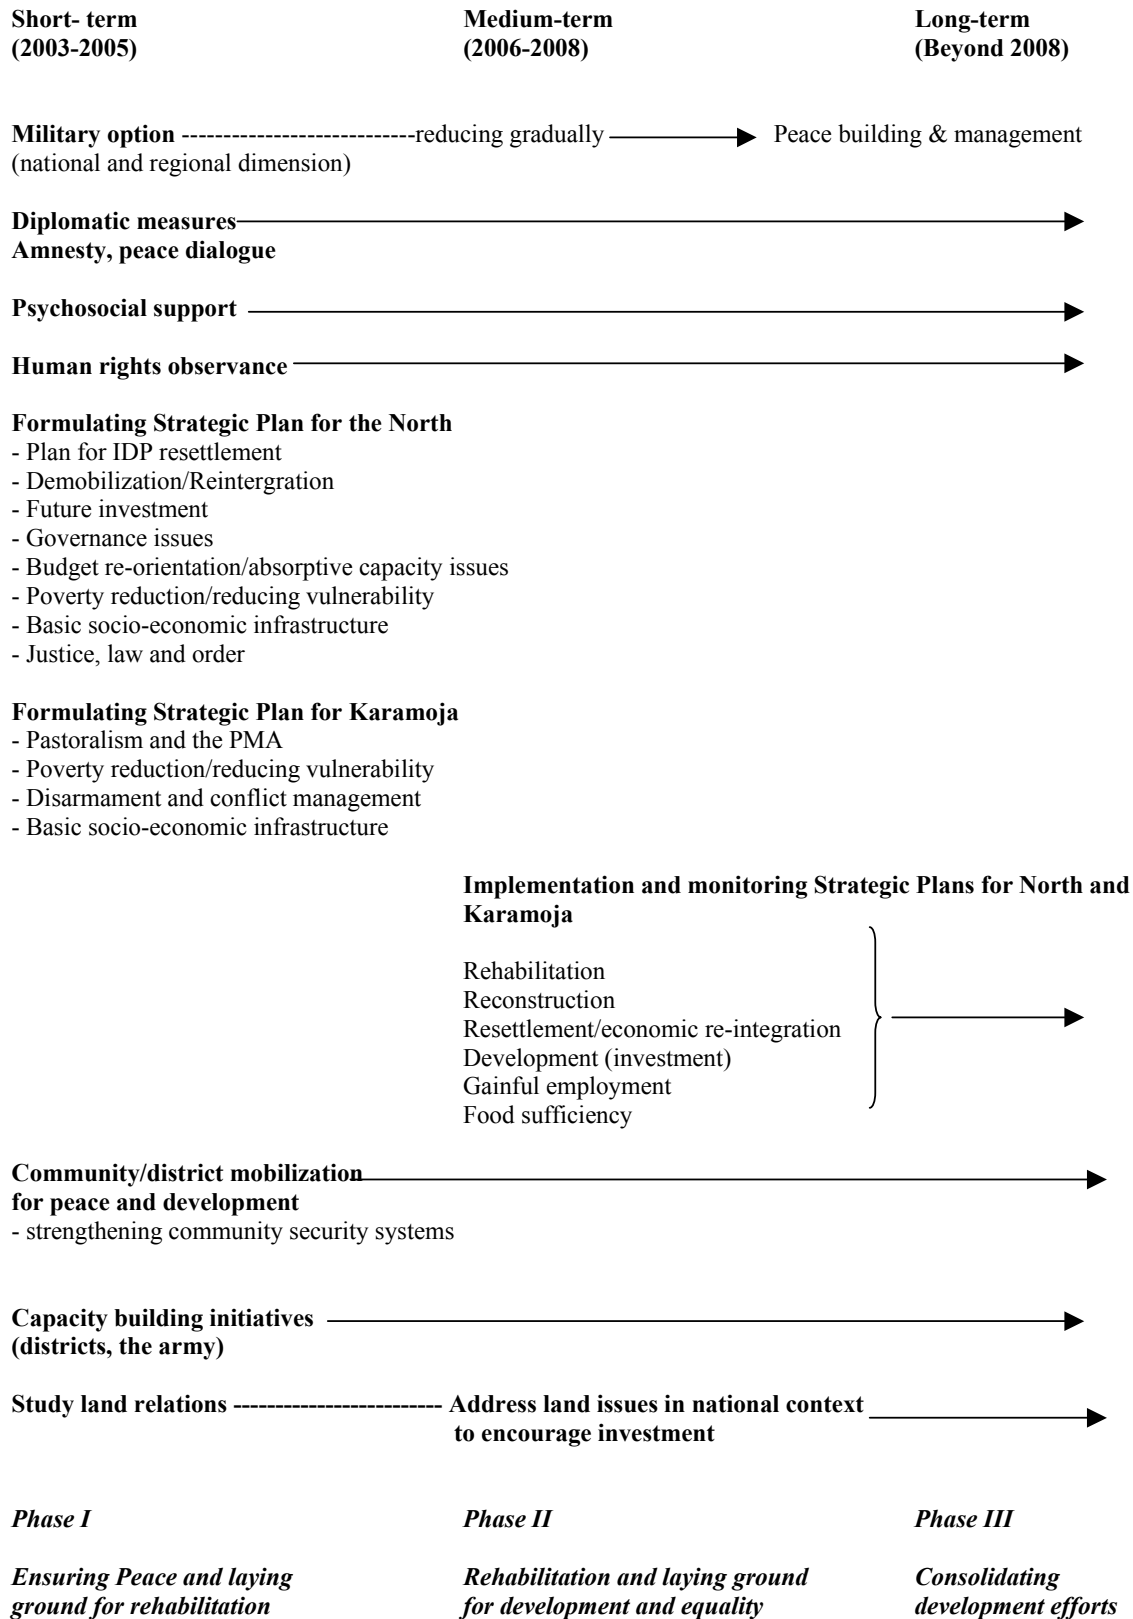 Short- term Medium-term Long-term
(2003-2005) (2006-2008) (Beyond 2008)
Military option ----------------------------reducing gradually Peace building & management
(national and regional dimension)
Diplomatic measures
Amnesty, peace dialogue
Psychosocial support
Human rights observance
Formulating Strategic Plan for the North
- Plan for IDP resettlement
- Demobilization/Reintergration
- Future investment
- Governance issues
- Budget re-orientation/absorptive capacity issues
- Poverty reduction/reducing vulnerability
- Basic socio-economic infrastructure
- Justice, law and order
Formulating Strategic Plan for Karamoja
- Pastoralism and the PMA
- Poverty reduction/reducing vulnerability
- Disarmament and conflict management
- Basic socio-economic infrastructure
Implementation and monitoring Strategic Plans for North and
Karamoja
Rehabilitation
Reconstruction
Resettlement/economic re-integration
Development (investment)
Gainful employment
Food sufficiency
Community/district mobilization
for peace and development
- strengthening community security systems
Capacity building initiatives
(districts, the army)
Study land relations ------------------------- Address land issues in national context
to encourage investment
Phase I Phase II Phase III
Ensuring Peace and laying Rehabilitation and laying ground Consolidating
ground for rehabilitation for development and equality development efforts